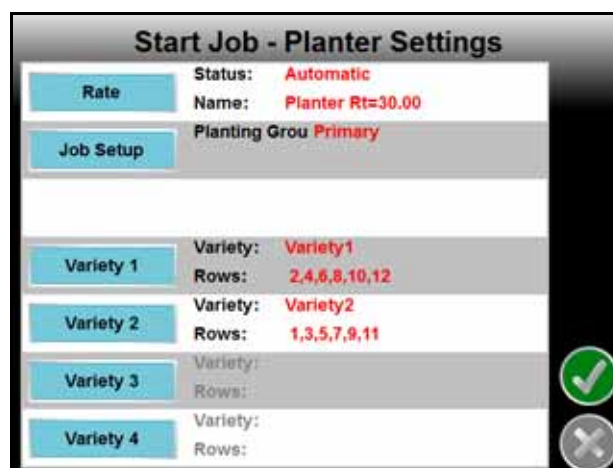 Start Job - Planter Settings
Rate
Status: Automatic
Name: Planter Rt=30.00
Job Setup
Planting Grou Primary
Variety 1
Variety: Variety1
Rows: 2,4,6,8,10,12
Variety 2
Variety: Variety2
Rows: 1,3,5,7,9,11
Variety 3
Variety:
Rows:
Variety 4
Variety:
Rows: